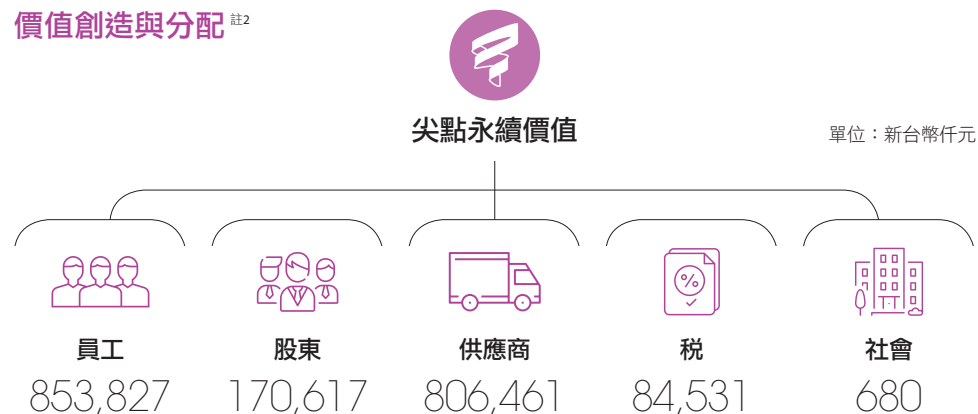 價值創造與分配 註2
尖點永續價值
單位：新台幣仟元
員工 股東 供應商 稅 社會
853,827 170,617 806,461 84,531 680